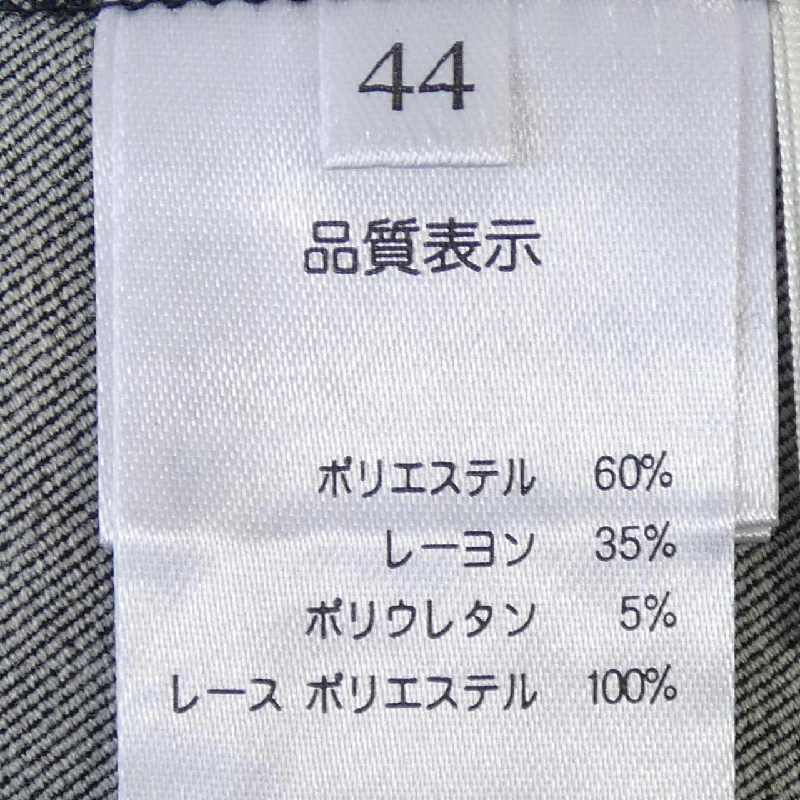 44
品質表示
ポリエステル 60%
レーヨン 35%
ポリウレタン 5%
レース ポリエステル 100%